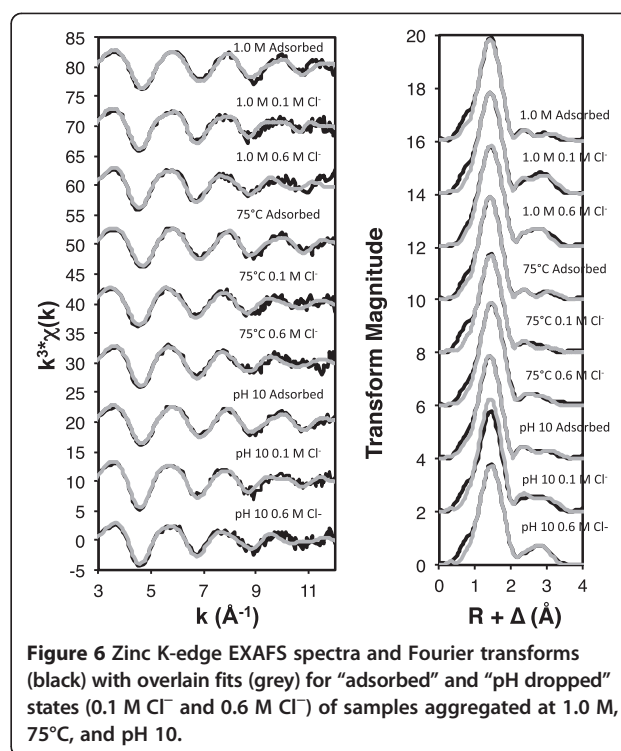 85
80
75
70
65
60
55
50
45
40
35
30
25
20
15
10
5
0
-5
k³*χ(k)
1.0 M Adsorbed
1.0 M 0.1 M Cl⁻
1.0 M 0.6 M Cl⁻
75°C Adsorbed
75°C 0.1 M Cl⁻
75°C 0.6 M Cl⁻
pH 10 Adsorbed
pH 10 0.1 M Cl⁻
pH 10 0.6 M Cl-
3 5 7 9 11
k (Å⁻¹)
20
18
16
14
12
10
8
6
4
2
0
Transform Magnitude
1.0 M Adsorbed
1.0 M 0.1 M Cl⁻
1.0 M 0.6 M Cl⁻
75°C Adsorbed
75°C 0.1 M Cl⁻
75°C 0.6 M Cl⁻
pH 10 Adsorbed
pH 10 0.1 M Cl⁻
pH 10 0.6 M Cl-
0 1 2 3 4
R + Δ (Å)
Figure 6 Zinc K-edge EXAFS spectra and Fourier transforms
(black) with overlain fits (grey) for “adsorbed” and “pH dropped”
states (0.1 M Cl⁻ and 0.6 M Cl⁻) of samples aggregated at 1.0 M,
75°C, and pH 10.